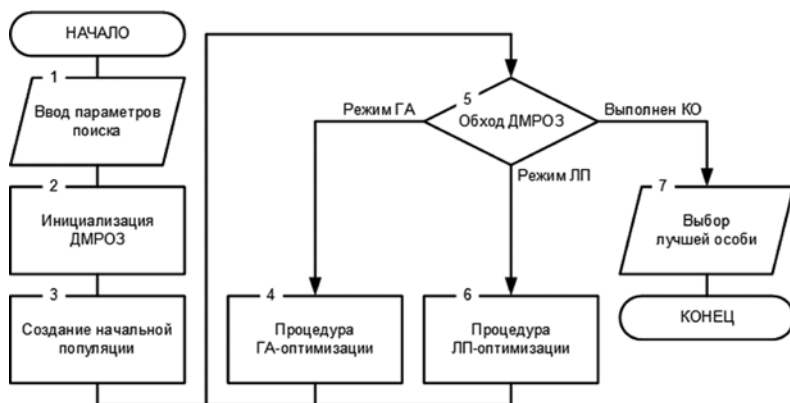 НАЧАЛО
1
Ввод параметров
поиска
2
Инициализация
ДМРОЗ
3
Создание начальной
популяции
5
Обход ДМРОЗ
Режим ГА
Выполнен КО
Режим ЛП
4
Процедура
ГА-оптимизации
6
Процедура
ЛП-оптимизации
7
Выбор
лучшей особи
КОНЕЦ